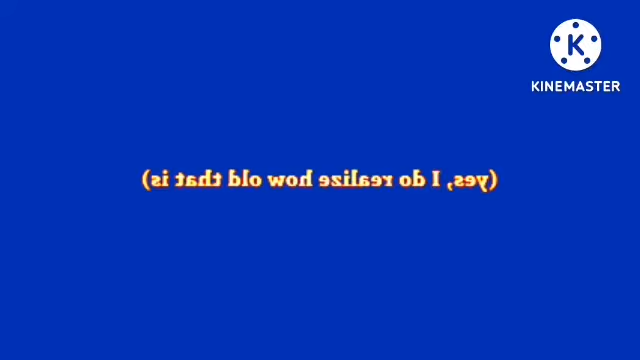 K
KINEMASTER
(yes, I do realize how old that is)